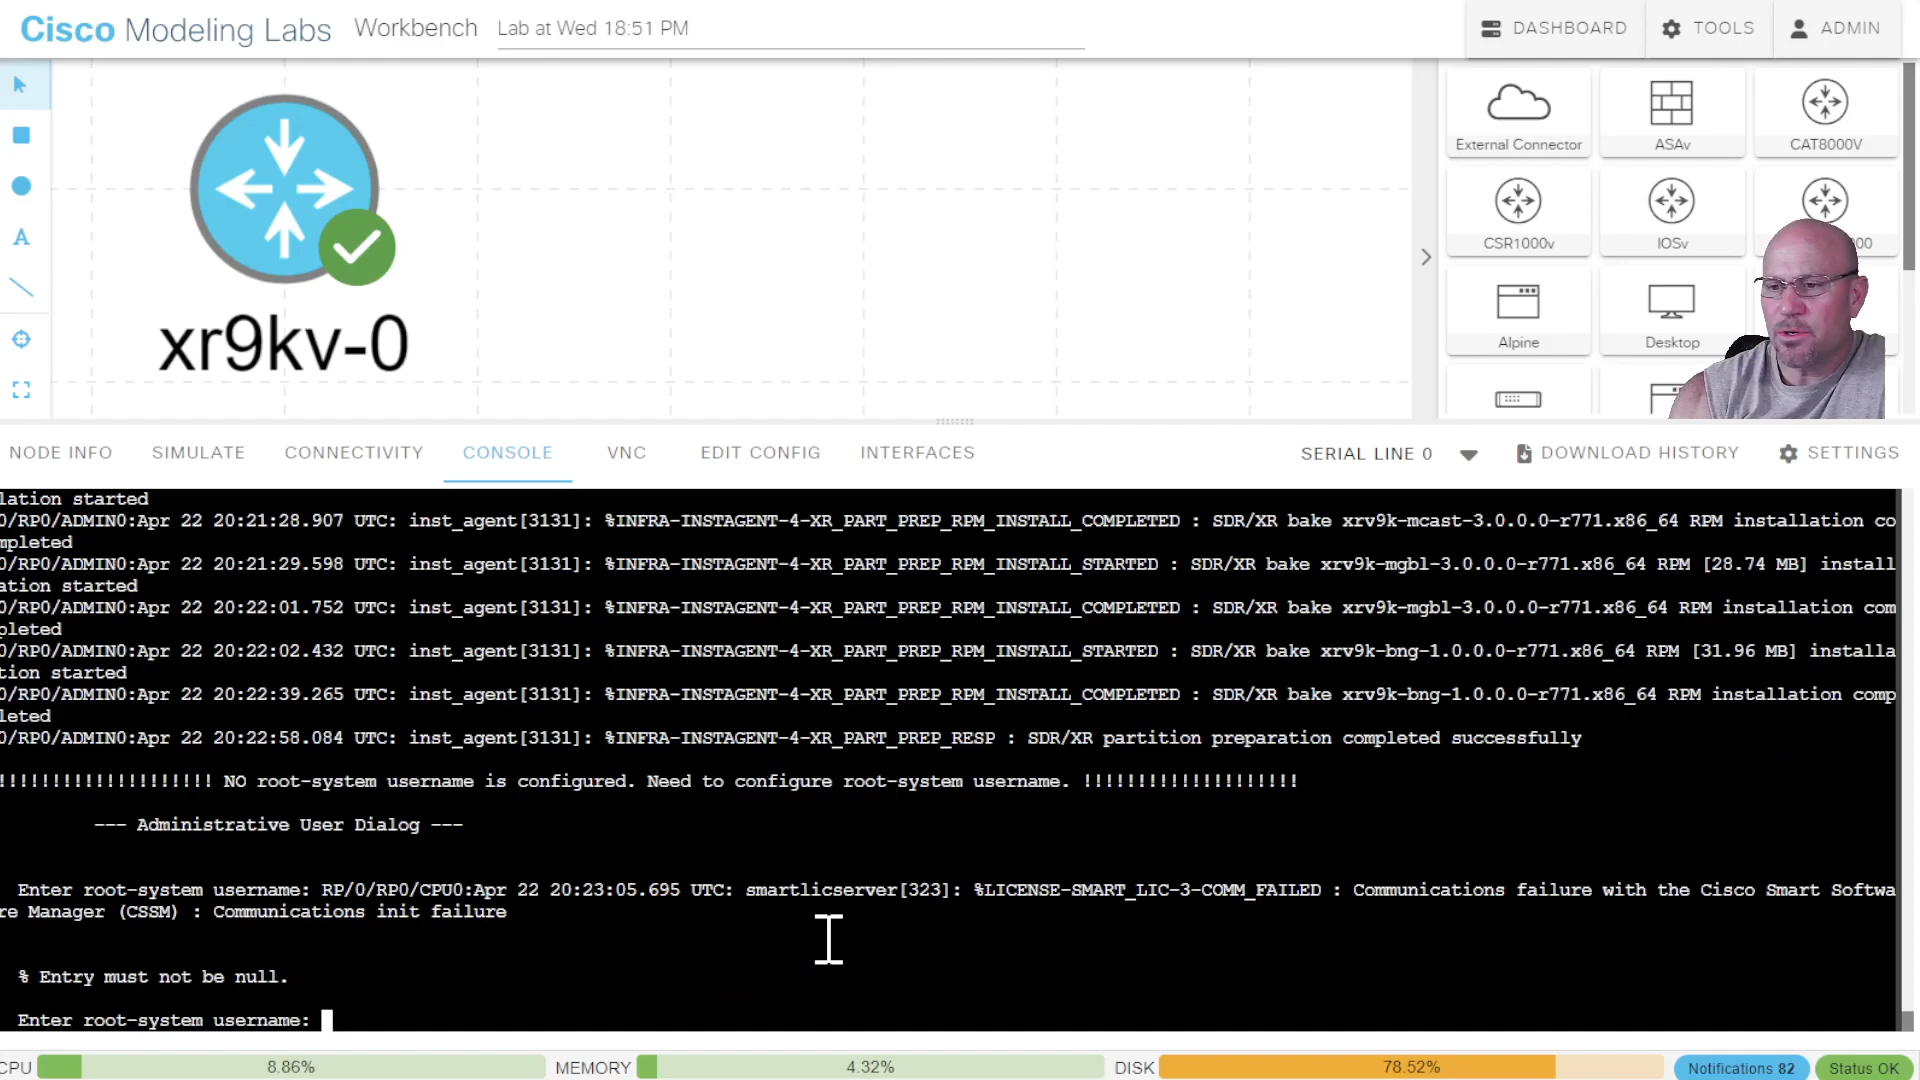 Cisco Modeling Labs Workbench Lab at Wed 18:51 PM DASHBOARD TOOLS ADMIN
External Connector ASAv CAT8000V
CSR1000v IOSv 00
Alpine Desktop
A
xr9kv-0
NODE INFO SIMULATE CONNECTIVITY CONSOLE VNC EDIT CONFIG INTERFACES SERIAL LINE 0 DOWNLOAD HISTORY SETTINGS
lation started
0/RP0/ADMIN0:Apr 22 20:21:28.907 UTC: inst_agent[3131]: %INFRA-INSTAGENT-4-XR_PART_PREP_RPM_INSTALL_COMPLETED : SDR/XR bake xrv9k-mcast-3.0.0.0-r771.x86_64 RPM installation co
mpleted
0/RP0/ADMIN0:Apr 22 20:21:29.598 UTC: inst_agent[3131]: %INFRA-INSTAGENT-4-XR_PART_PREP_RPM_INSTALL_STARTED : SDR/XR bake xrv9k-mgbl-3.0.0.0-r771.x86_64 RPM [28.74 MB] install
ation started
0/RP0/ADMIN0:Apr 22 20:22:01.752 UTC: inst_agent[3131]: %INFRA-INSTAGENT-4-XR_PART_PREP_RPM_INSTALL_COMPLETED : SDR/XR bake xrv9k-mgbl-3.0.0.0-r771.x86_64 RPM installation com
pleted
0/RP0/ADMIN0:Apr 22 20:22:02.432 UTC: inst_agent[3131]: %INFRA-INSTAGENT-4-XR_PART_PREP_RPM_INSTALL_STARTED : SDR/XR bake xrv9k-bng-1.0.0.0-r771.x86_64 RPM [31.96 MB] installa
tion started
0/RP0/ADMIN0:Apr 22 20:22:39.265 UTC: inst_agent[3131]: %INFRA-INSTAGENT-4-XR_PART_PREP_RPM_INSTALL_COMPLETED : SDR/XR bake xrv9k-bng-1.0.0.0-r771.x86_64 RPM installation comp
leted
0/RP0/ADMIN0:Apr 22 20:22:58.084 UTC: inst_agent[3131]: %INFRA-INSTAGENT-4-XR_PART_PREP_RESP : SDR/XR partition preparation completed successfully
!!!!!!!!!!!!!!!!!!!! NO root-system username is configured. Need to configure root-system username. !!!!!!!!!!!!!!!!!!!!
--- Administrative User Dialog ---
Enter root-system username: RP/0/RP0/CPU0:Apr 22 20:23:05.695 UTC: smartlicserver[323]: %LICENSE-SMART_LIC-3-COMM_FAILED : Communications failure with the Cisco Smart Softwa
re Manager (CSSM) : Communications init failure
% Entry must not be null.
Enter root-system username:
CPU 8.86% MEMORY 4.32% DISK 78.52% Notifications 82 Status OK